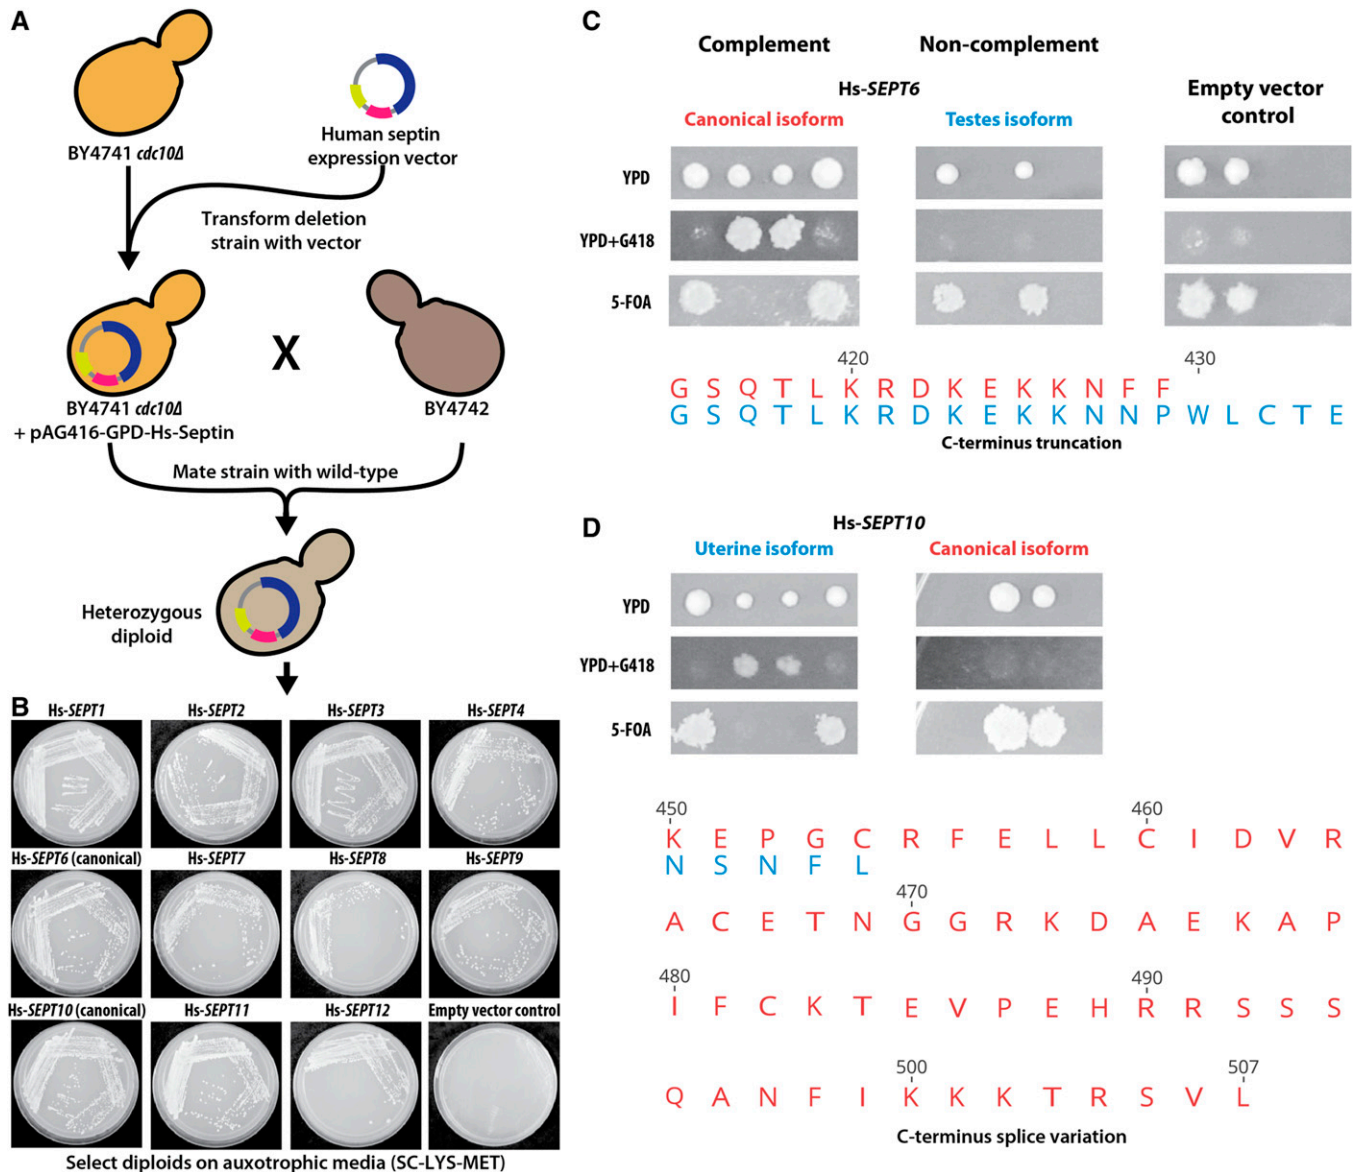 A
BY4741 cdc10Δ
Human septin
expression vector
Transform deletion
strain with vector
X
BY4741 cdc10Δ
+ pAG416-GPD-Hs-Septin
BY4742
Mate strain with wild-type
Heterozygous
diploid
B
Hs-SEPT1 Hs-SEPT2 Hs-SEPT3 Hs-SEPT4
Hs-SEPT6 (canonical) Hs-SEPT7 Hs-SEPT8 Hs-SEPT9
Hs-SEPT10 (canonical) Hs-SEPT11 Hs-SEPT12 Empty vector control
Select diploids on auxotrophic media (SC-LYS-MET)
C
Complement Non-complement
Hs-SEPT6
Empty vector
control
Canonical isoform Testes isoform
YPD
YPD+G418
5-FOA
420 430
G S Q T L K R D K E K K N F F
G S Q T L K R D K E K K N N P W L C T E
C-terminus truncation
D
Hs-SEPT10
Uterine isoform Canonical isoform
YPD
YPD+G418
5-FOA
450 460
K E P G C R F E L L C I D V R
N S N F L
470
A C E T N G G R K D A E K A P
480 490
I F C K T E V P E H R R S S S
500 507
Q A N F I K K K T R S V L
C-terminus splice variation